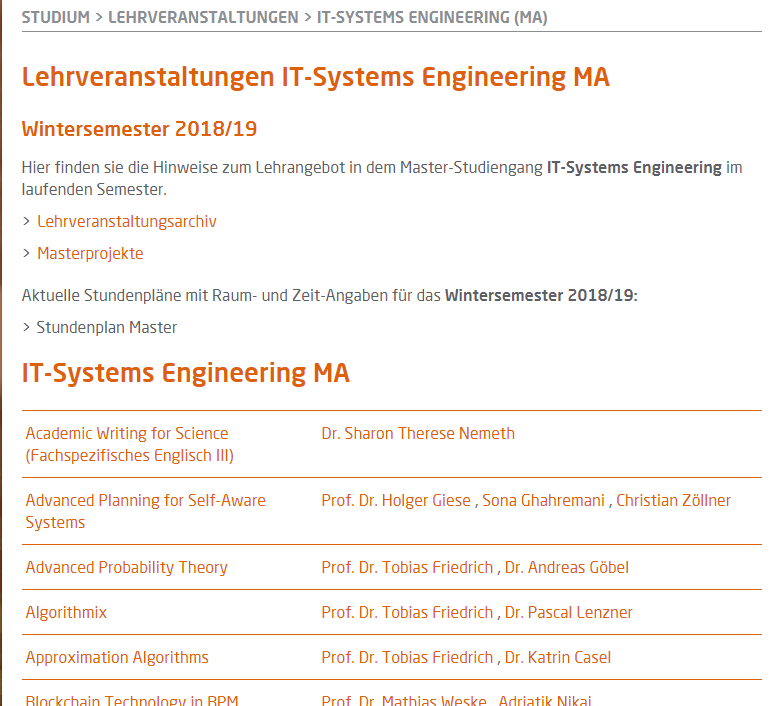 STUDIUM > LEHRVERANSTALTUNGEN > IT-SYSTEMS ENGINEERING (MA)
Lehrveranstaltungen IT-Systems Engineering MA
Wintersemester 2018/19
Hier finden sie die Hinweise zum Lehrangebot in dem Master-Studiengang IT-Systems Engineering im
laufenden Semester.
> Lehrveranstaltungsarchiv
> Masterprojekte
Aktuelle Stundenpläne mit Raum- und Zeit-Angaben für das Wintersemester 2018/19:
> Stundenplan Master
IT-Systems Engineering MA
Academic Writing for Science Dr. Sharon Therese Nemeth
(Fachspezifisches Englisch III)
Advanced Planning for Self-Aware Prof. Dr. Holger Giese , Sona Ghahremani , Christian Zöllner
Systems
Advanced Probability Theory Prof. Dr. Tobias Friedrich , Dr. Andreas Göbel
Algorithmix Prof. Dr. Tobias Friedrich , Dr. Pascal Lenzner
Approximation Algorithms Prof. Dr. Tobias Friedrich , Dr. Katrin Casel
Blockchain Technology in BPM Prof. Dr. Mathias Weske , Adriatik Nikaj